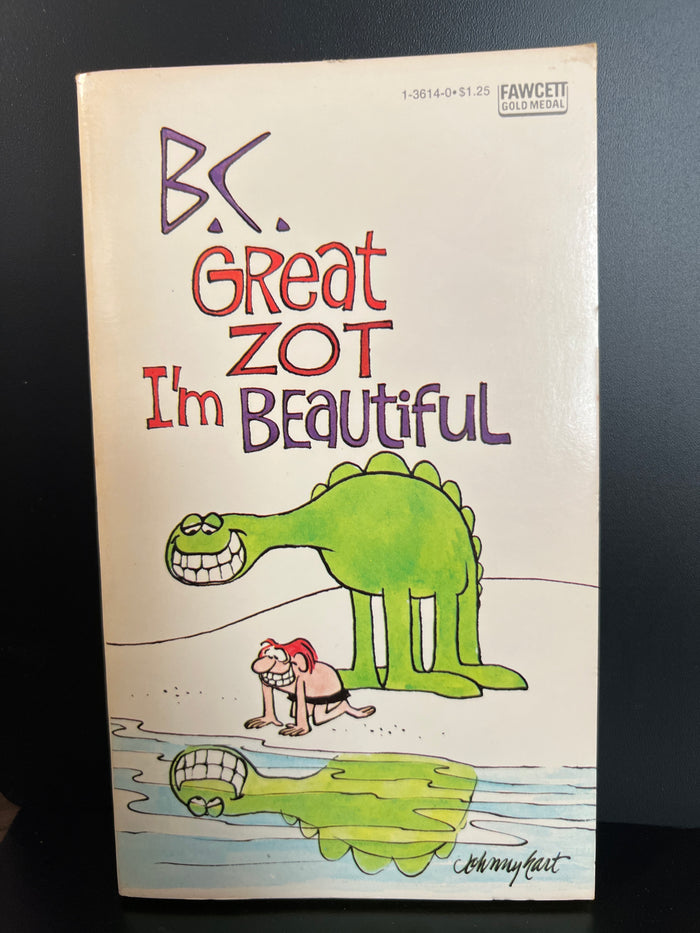 1-3614-0•$1.25 FAWCETT
GOLD MEDAL
B.C.
GReat
ZOT
I'm BEaUtifUL
Johnny hart